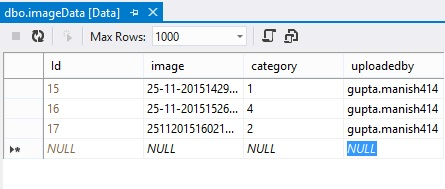 dbo.imageData [Data]
Max Rows: 1000
Id image category uploadedby
15 25-11-20151429... 1 gupta.manish414
16 25-11-20151526... 4 gupta.manish414
17 2511201516021... 2 gupta.manish414
NULL NULL NULL NULL